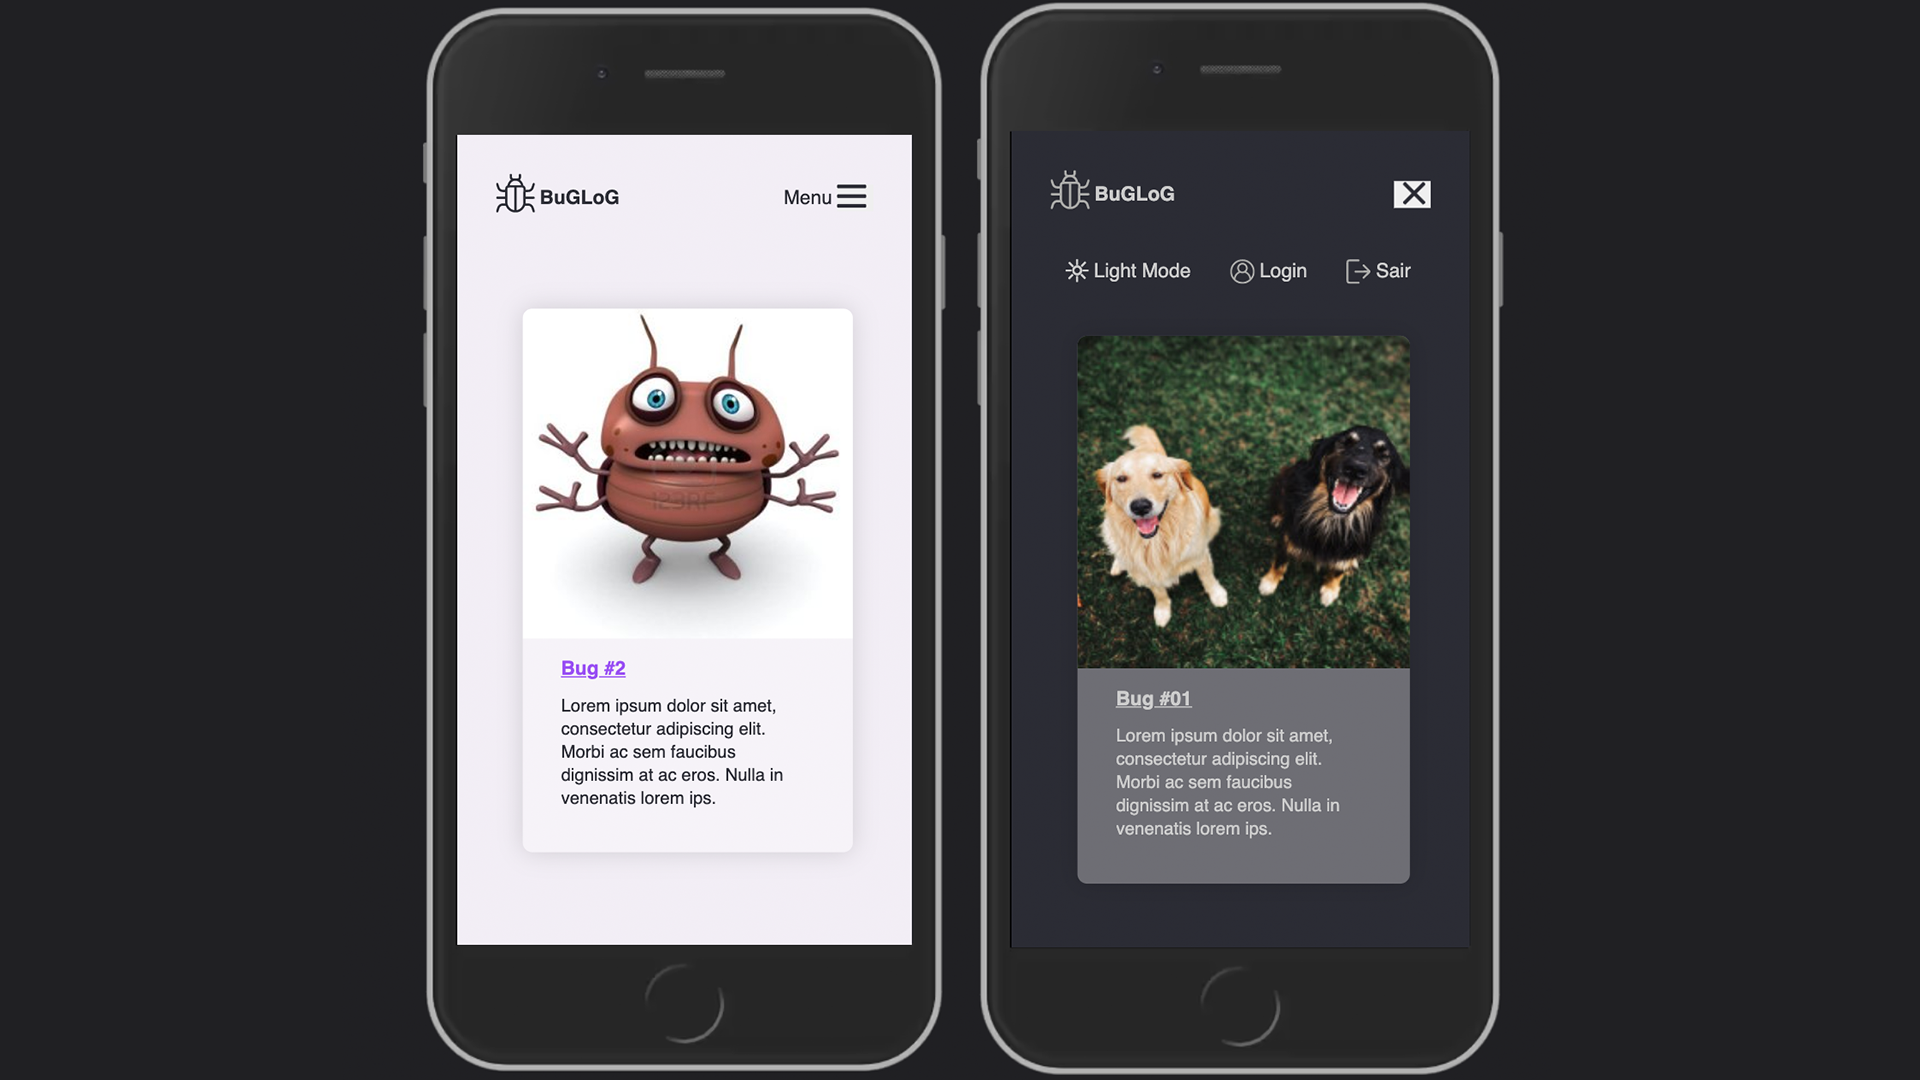 BuGLoG
Menu
123RF
Bug #2
Lorem ipsum dolor sit amet,
consectetur adipiscing elit.
Morbi ac sem faucibus
dignissim at ac eros. Nulla in
venenatis lorem ips.
BuGLoG
Light Mode
Login
Sair
Bug #01
Lorem ipsum dolor sit amet,
consectetur adipiscing elit.
Morbi ac sem faucibus
dignissim at ac eros. Nulla in
venenatis lorem ips.